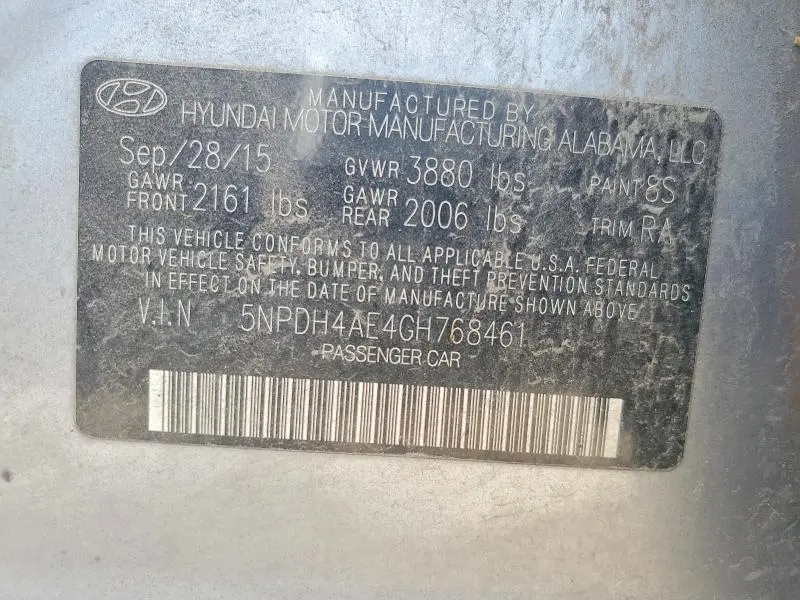 MANUFACTURED BY
HYUNDAI MOTOR MANUFACTURING ALABAMA, LLC
Sep/28/15 GVWR 3880 lbs PAINT 8S
GAWR FRONT 2161 lbs GAWR REAR 2006 lbs TRIM RA
THIS VEHICLE CONFORMS TO ALL APPLICABLE U.S.A. FEDERAL
MOTOR VEHICLE SAFETY, BUMPER, AND THEFT PREVENTION STANDARDS
IN EFFECT ON THE DATE OF MANUFACTURE SHOWN ABOVE.
V.I.N 5NPDH4AE4GH768461
PASSENGER CAR